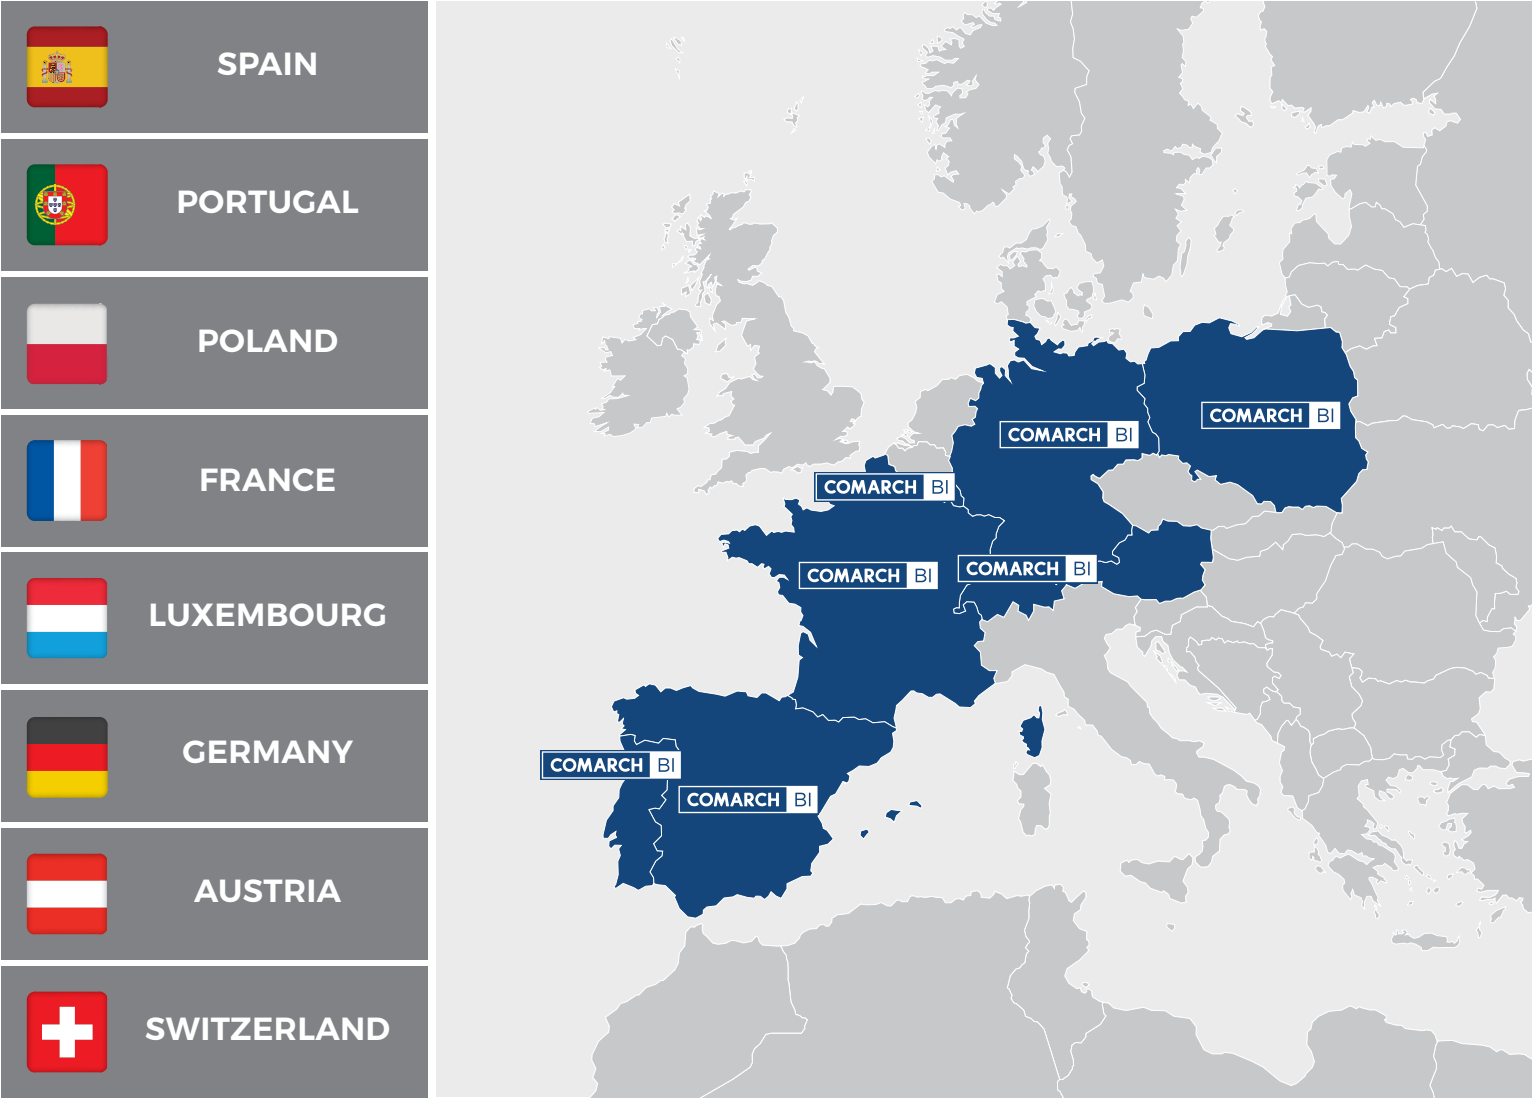 SPAIN
PORTUGAL
POLAND
FRANCE
LUXEMBOURG
GERMANY
AUSTRIA
SWITZERLAND
COMARCH BI
COMARCH BI
COMARCH BI
COMARCH BI
COMARCH BI
COMARCH BI
COMARCH BI